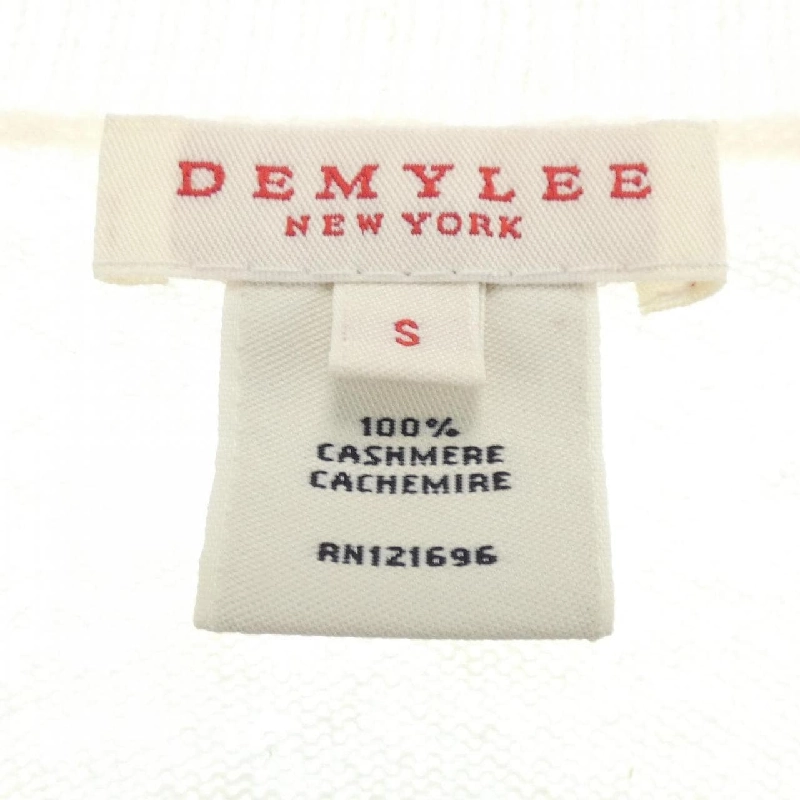 DEMYLEE
NEW YORK
S
100%
CASHMERE
CACHEMIRE
RN121696